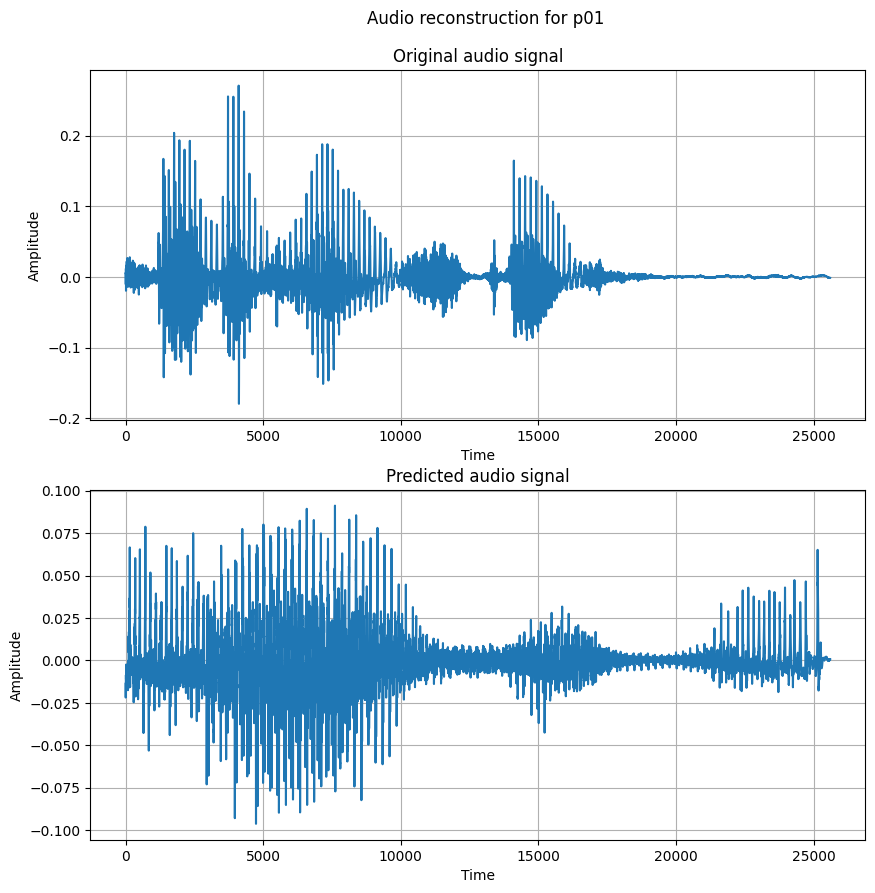 Audio reconstruction for p01
Original audio signal
0.2
0.1
0.0
−0.1
−0.2
Amplitude
0 5000 10000 15000 20000 25000
Time
Predicted audio signal
0.100
0.075
0.050
0.025
0.000
−0.025
−0.050
−0.075
−0.100
Amplitude
0 5000 10000 15000 20000 25000
Time